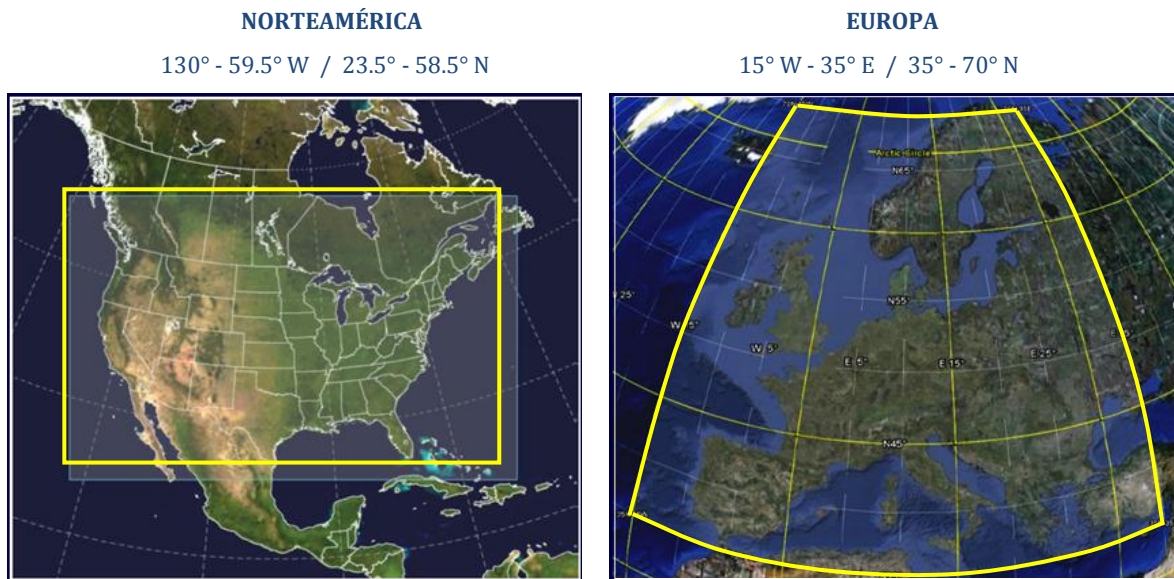 NORTEAMÉRICA
130° - 59.5° W / 23.5° - 58.5° N
EUROPA
15° W - 35° E / 35° - 70° N
Arctic Circle
N65°
N55°
E 25°
W 5°
E 5°
E 15°
E 25°
N45°